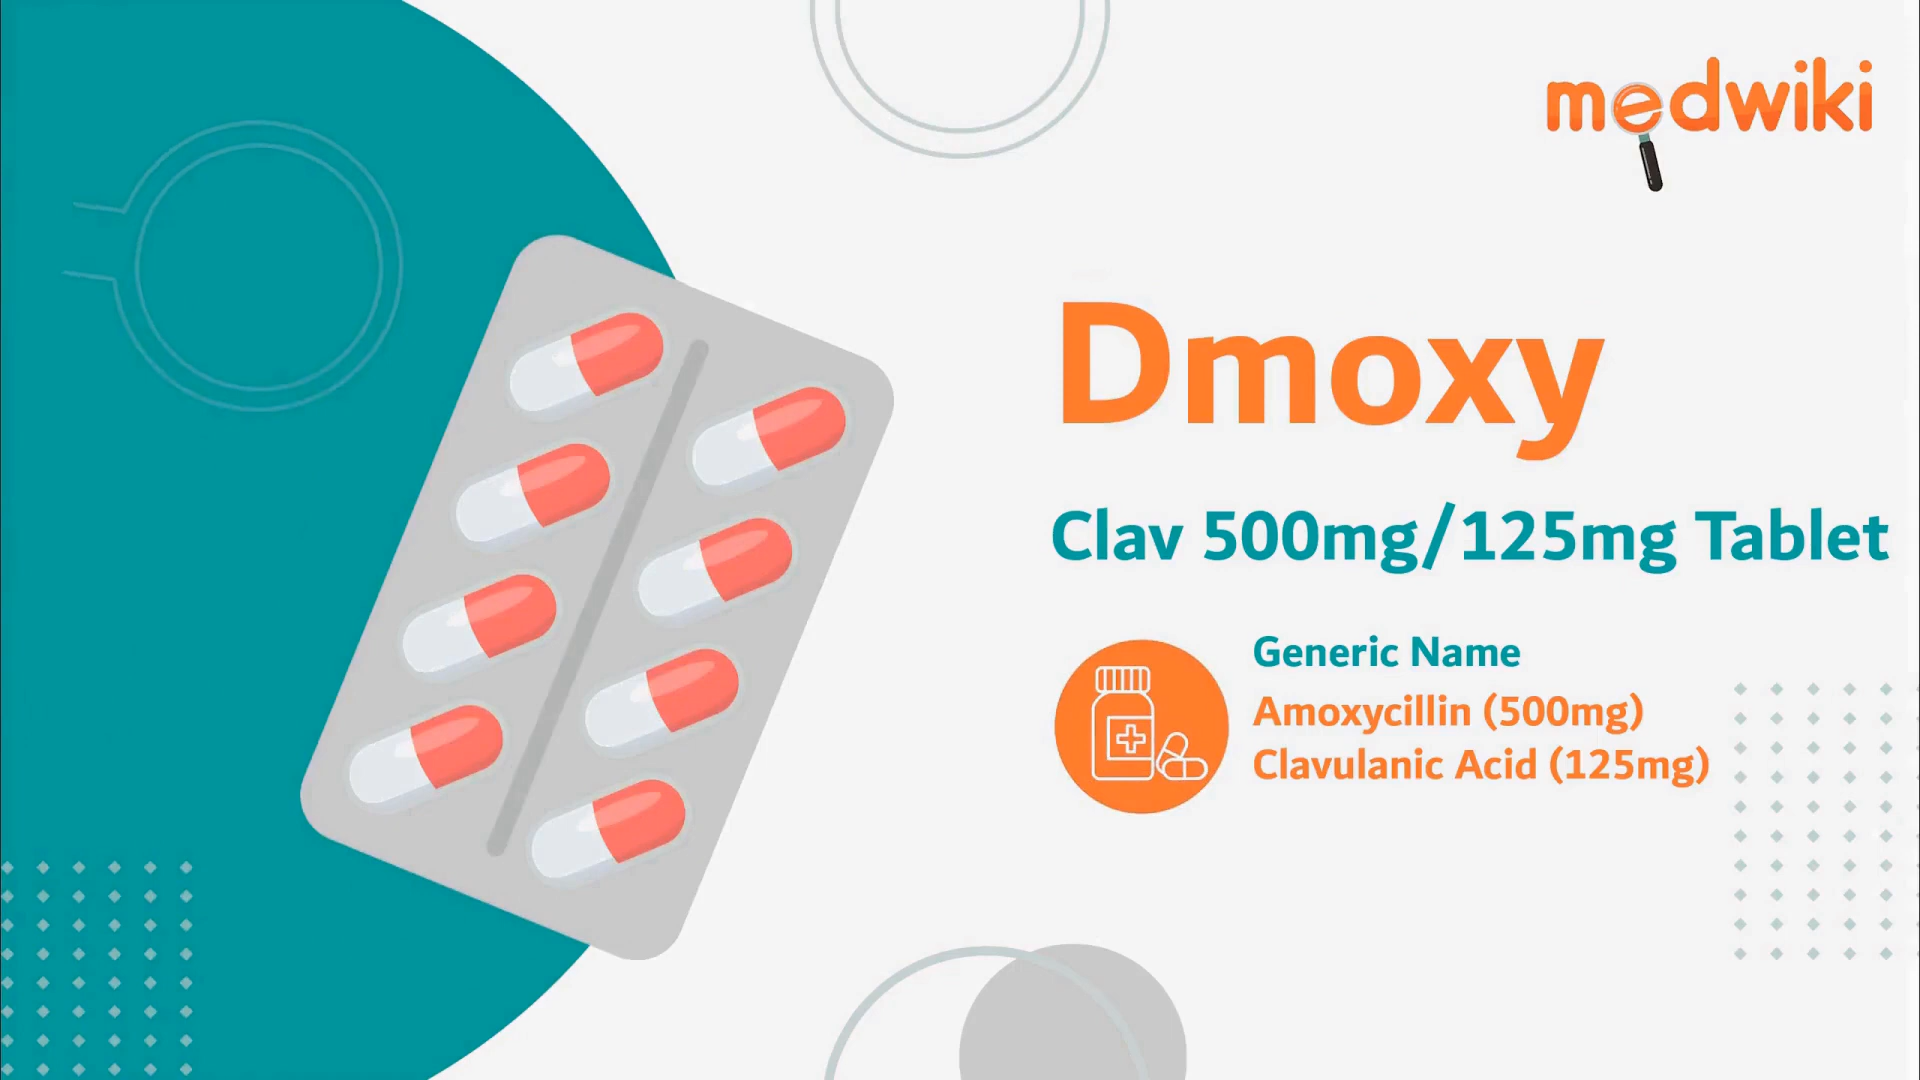 medwiki
Dmoxy
Clav 500mg/125mg Tablet
Generic Name
Amoxycillin (500mg)
Clavulanic Acid (125mg)